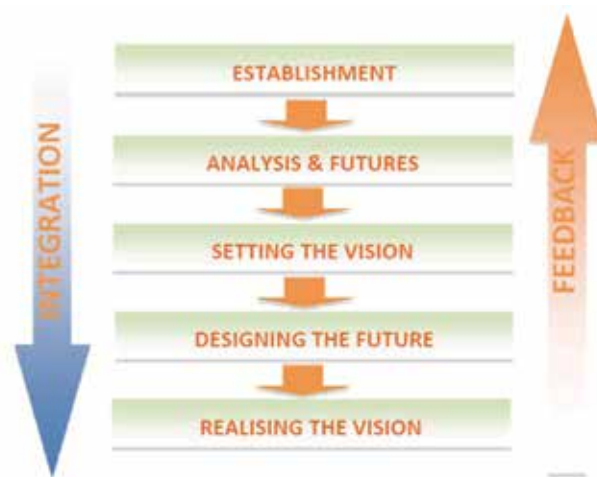 ESTABLISHMENT
ANALYSIS & FUTURES
SETTING THE VISION
DESIGNING THE FUTURE
REALISING THE VISION
INTEGRATION
FEEDBACK